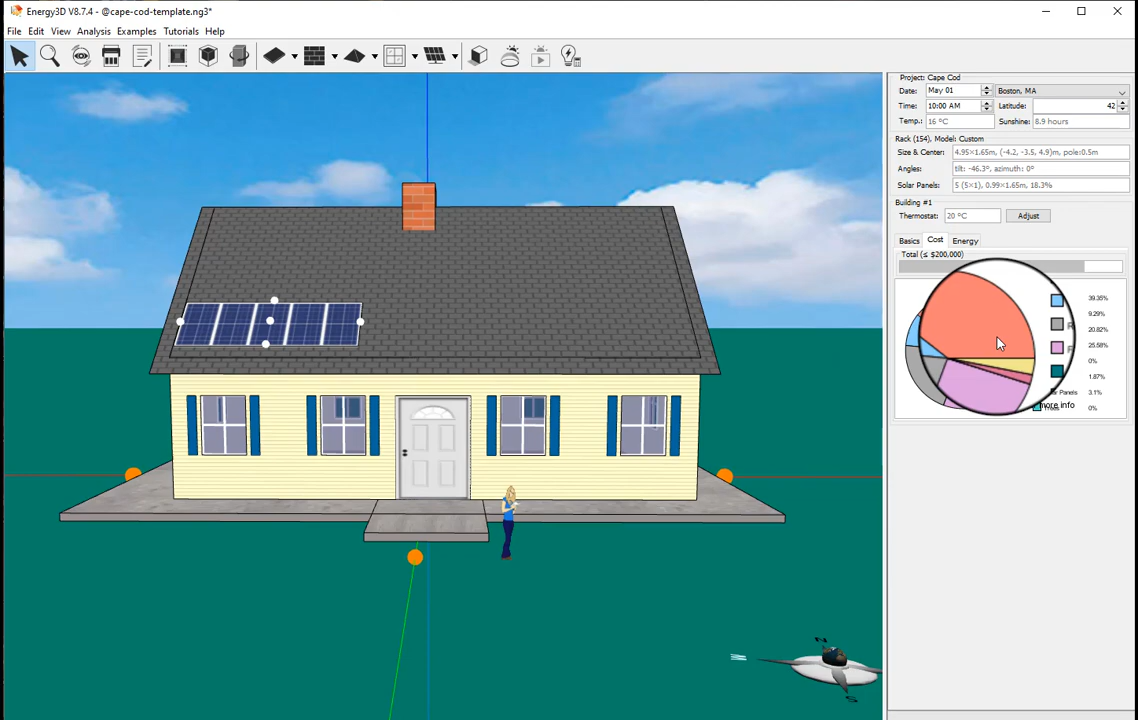 Energy3D V8.7.4 - @cape-cod-template.ng3*
File Edit View Analysis Examples Tutorials Help
Project: Cape Cod
Date: May 01 Boston, MA
Time: 10:00 AM Latitude: 42
Temp.: 16 ºC Sunshine: 8.9 hours
Rack (154), Model: Custom
Size & Center: 4.95×1.65m, (-4.2, -3.5, 4.9)m, pole:0.5m
Angles: tilt: -46.3º, azimuth: 0º
Solar Panels: 5 (5×1), 0.99×1.65m, 18.3%
Building #1
Thermostat: 20 ºC Adjust
Basics Cost Energy
Total (≤ $200,000)
39.35%
9.29%
20.82%
25.58%
0%
1.87%
Panels 3.1%
more info 0%
N
S